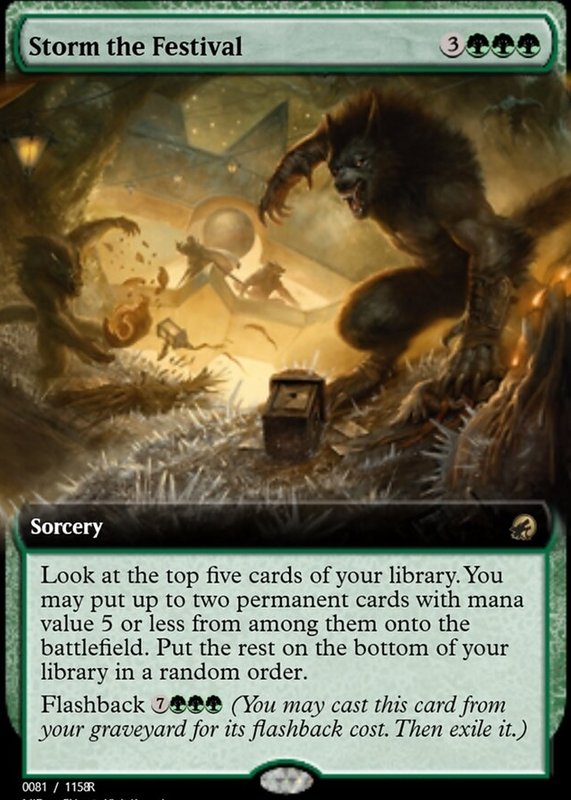 Storm the Festival
3
Sorcery
Look at the top five cards of your library. You
may put up to two permanent cards with mana
value 5 or less from among them onto the
battlefield. Put the rest on the bottom of your
library in a random order.
Flashback 7 (You may cast this card from
your graveyard for its flashback cost. Then exile it.)
0081 / 1158R